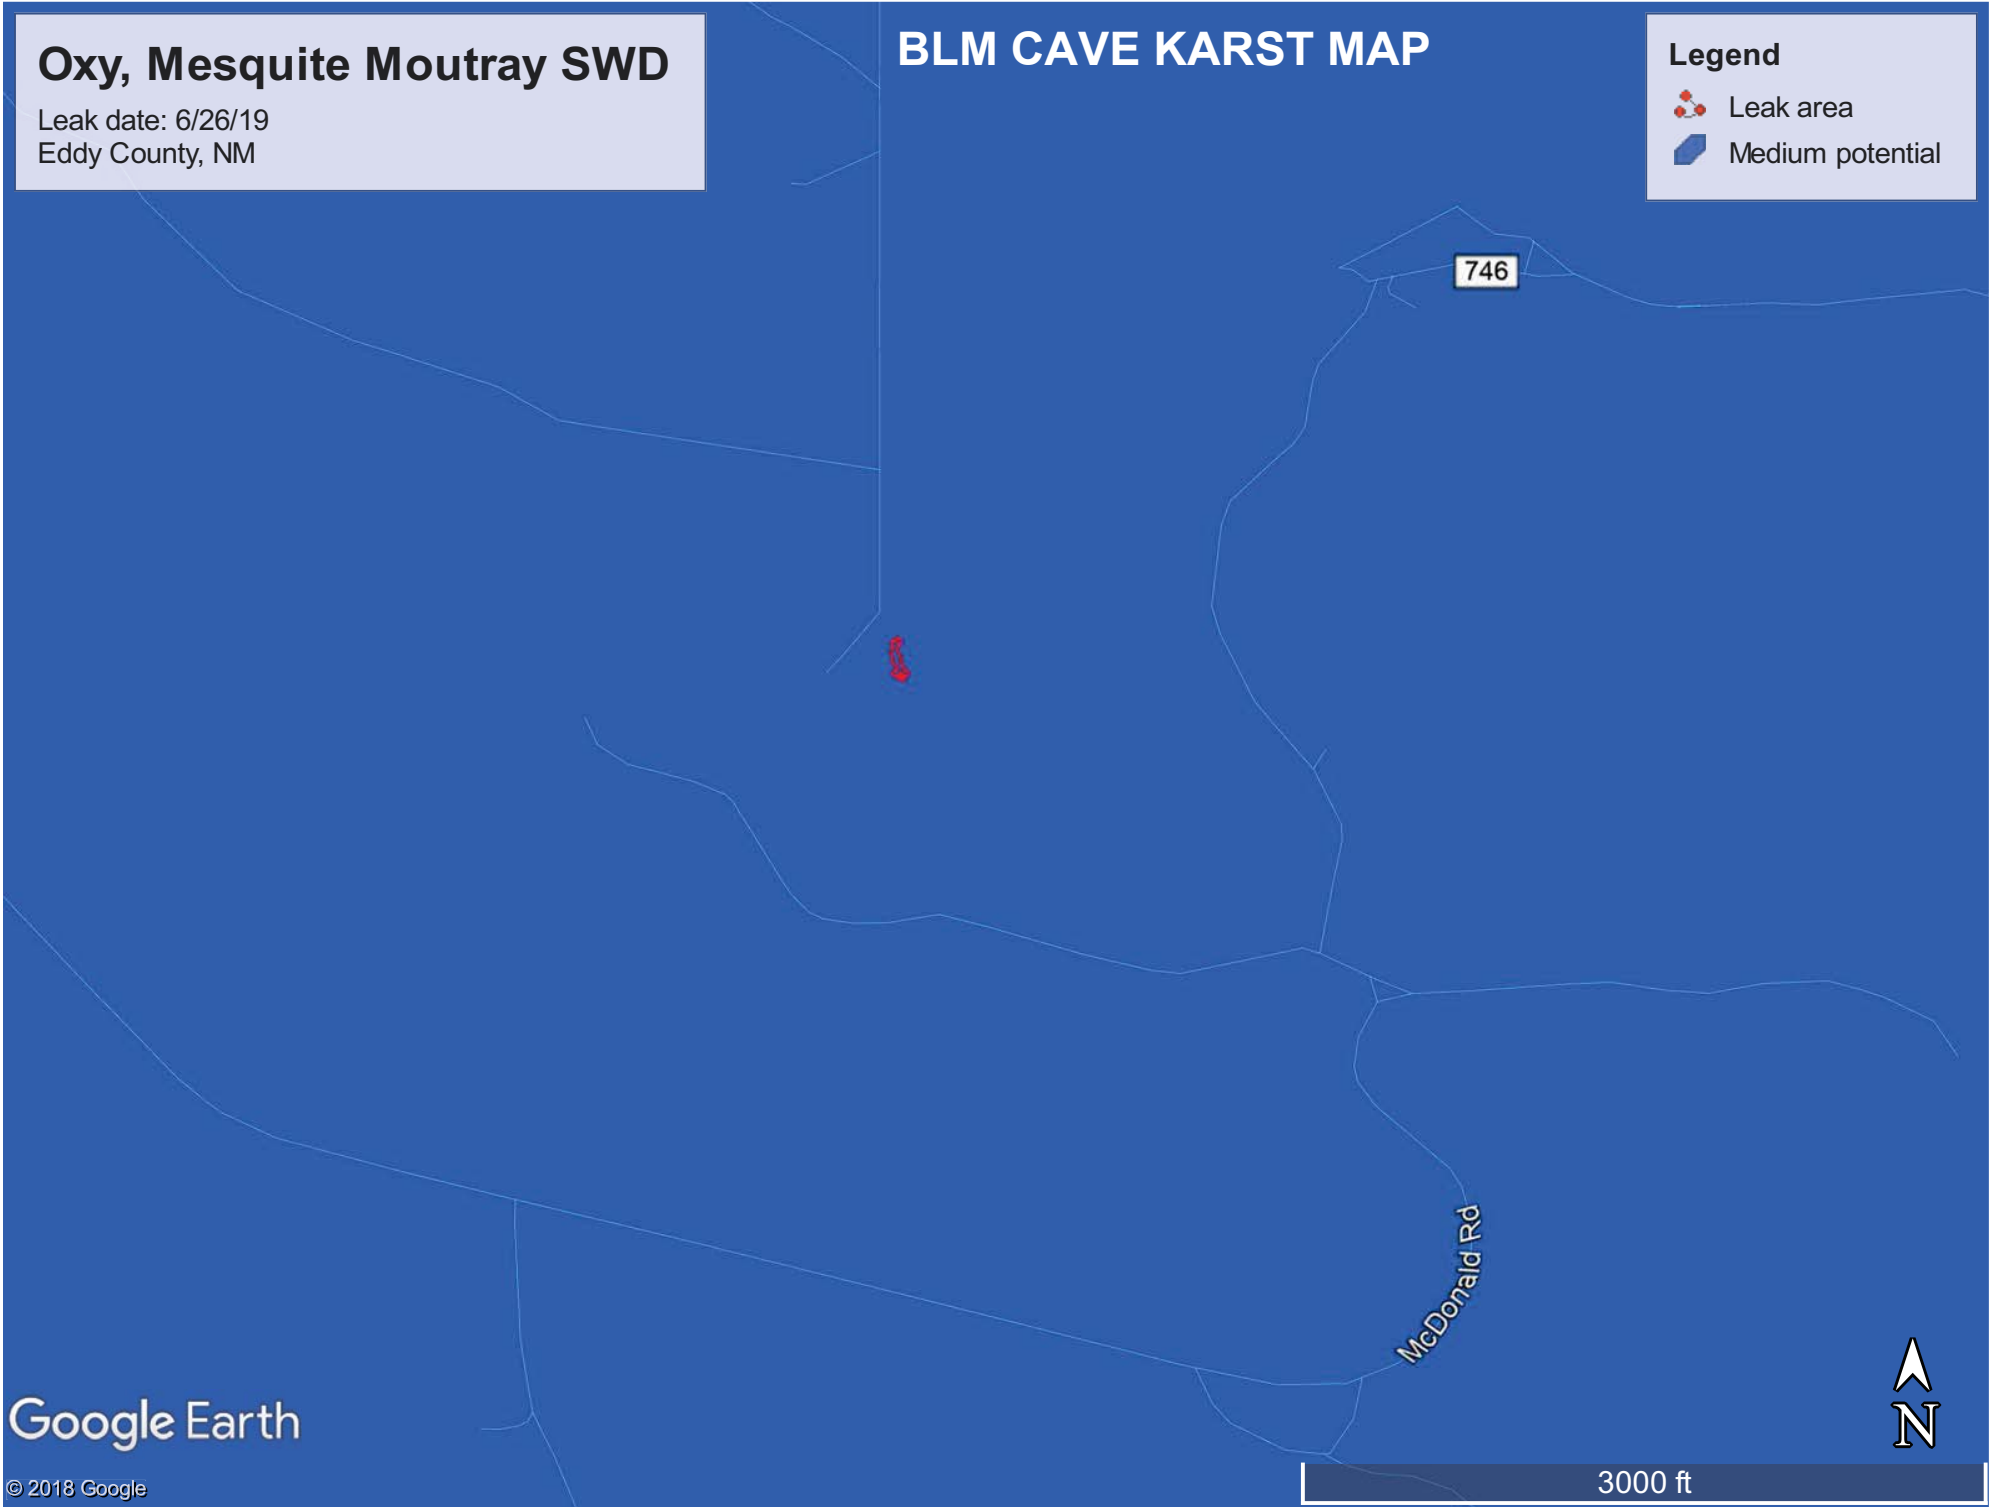 Oxy, Mesquite Moutray SWD
Leak date: 6/26/19
Eddy County, NM
BLM CAVE KARST MAP
Legend
Leak area
Medium potential
746
McDonald Rd
N
Google Earth
© 2018 Google
3000 ft